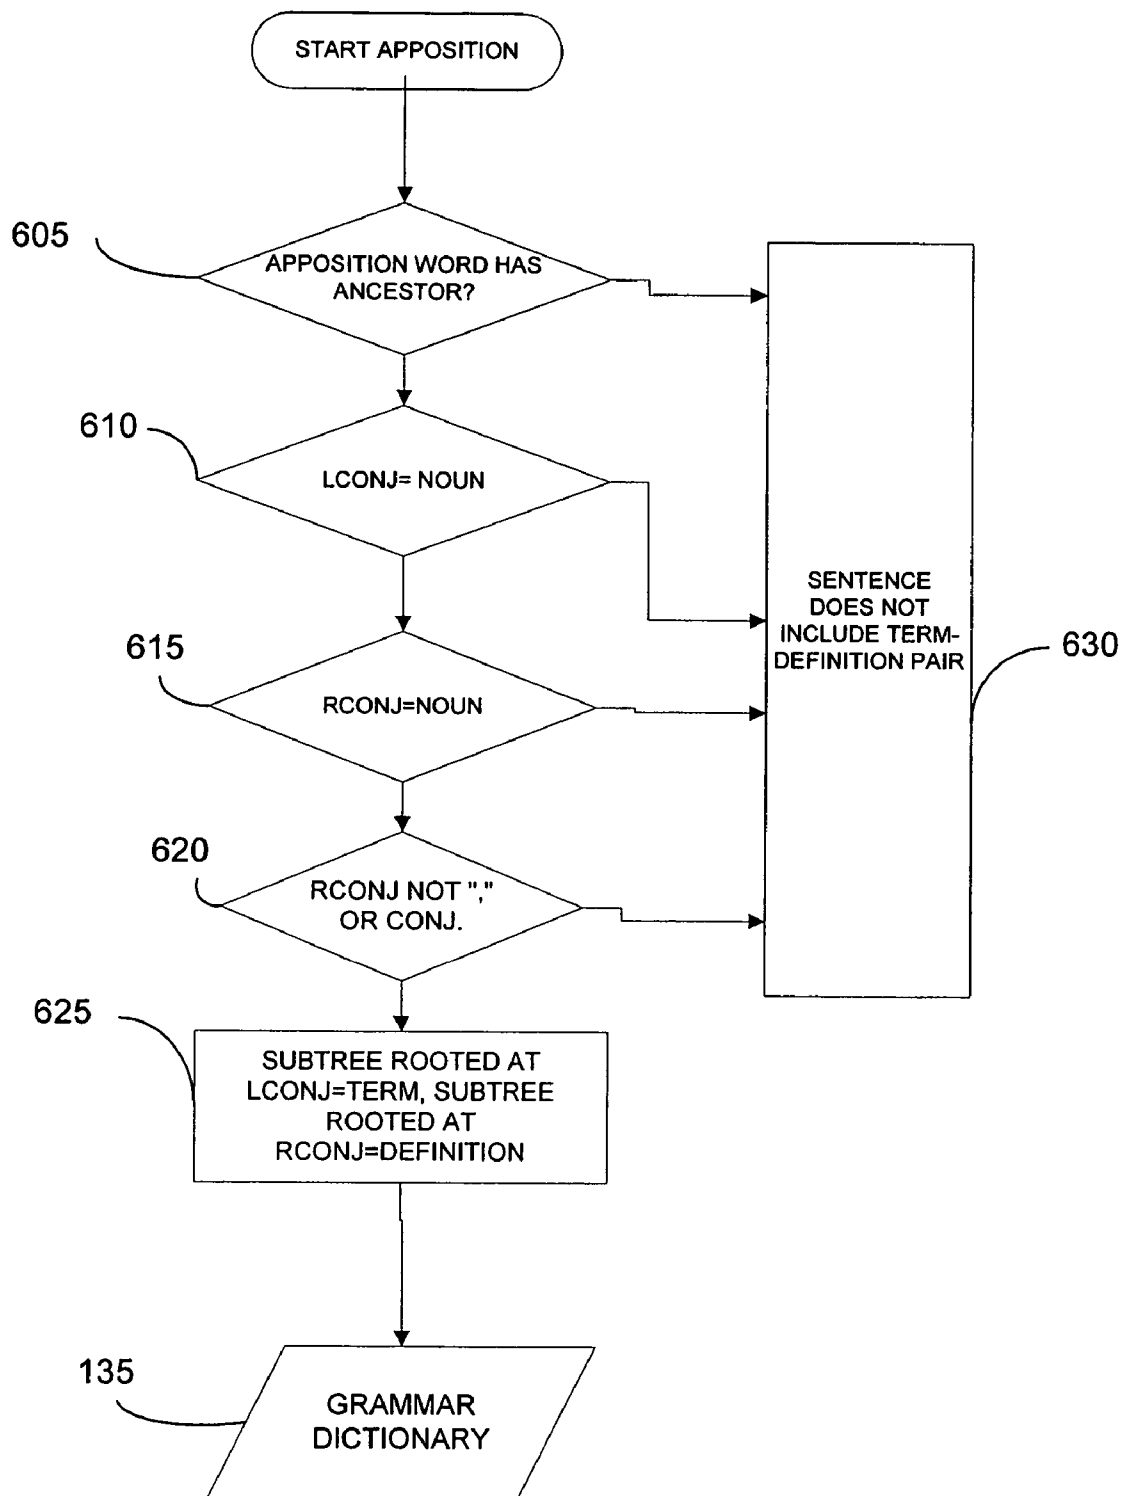 START APPOSITION
605
APPOSITION WORD HAS
ANCESTOR?
610
LCONJ= NOUN
SENTENCE
DOES NOT
INCLUDE TERM-
DEFINITION PAIR
630
615
RCONJ=NOUN
620
RCONJ NOT ","
OR CONJ.
625
SUBTREE ROOTED AT
LCONJ=TERM, SUBTREE
ROOTED AT
RCONJ=DEFINITION
135
GRAMMAR
DICTIONARY